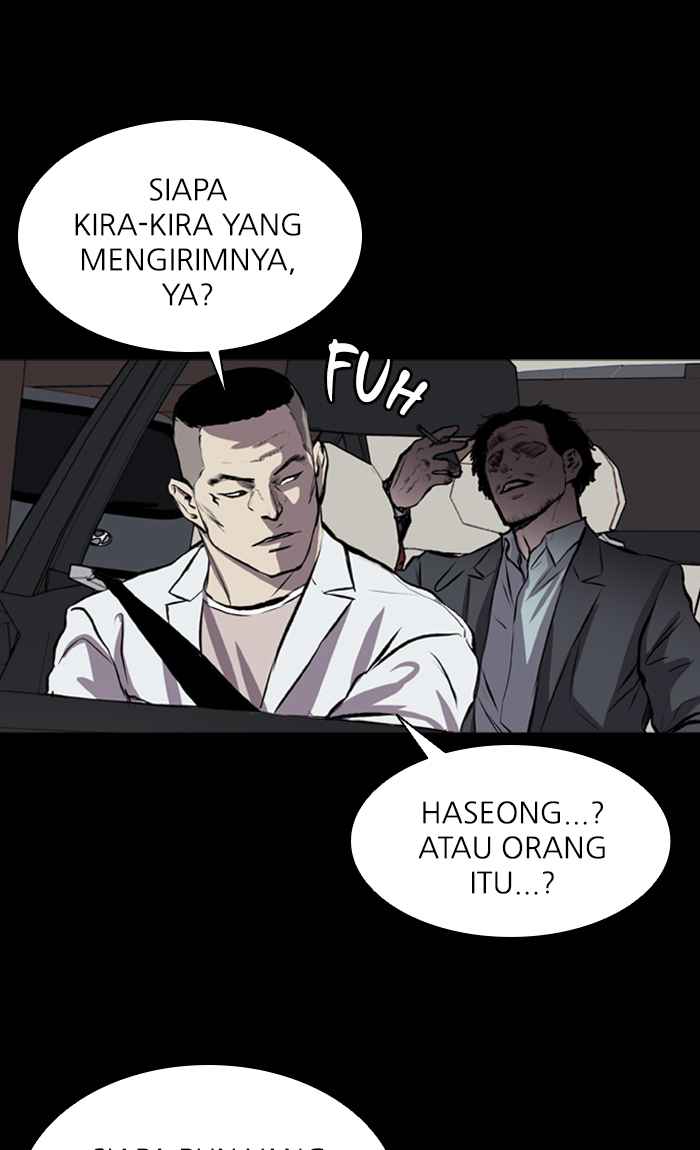 SIAPA
KIRA-KIRA YANG
MENGIRIMNYA,
YA?
FUH
HASEONG...?
ATAU ORANG
ITU...?